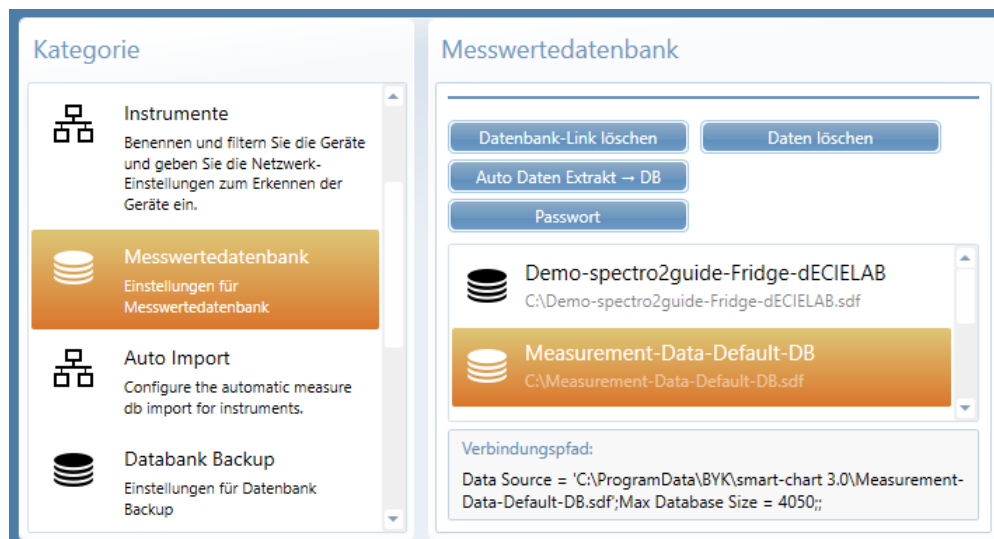 Kategorie
Instrumente
Benennen und filtern Sie die Geräte
und geben Sie die Netzwerk-
Einstellungen zum Erkennen der
Geräte ein.
Messwertedatenbank
Einstellungen für
Messwertedatenbank
Auto Import
Configure the automatic measure
db import for instruments.
Databank Backup
Einstellungen für Datenbank
Backup
Messwertedatenbank
Datenbank-Link löschen
Daten löschen
Auto Daten Extrakt → DB
Passwort
Demo-spectro2guide-Fridge-dECIELAB
C:\Demo-spectro2guide-Fridge-dECIELAB.sdf
Measurement-Data-Default-DB
C:\Measurement-Data-Default-DB.sdf
Verbindungspfad:
Data Source = 'C:\ProgramData\BYK\smart-chart 3.0\Measurement-
Data-Default-DB.sdf';Max Database Size = 4050;;